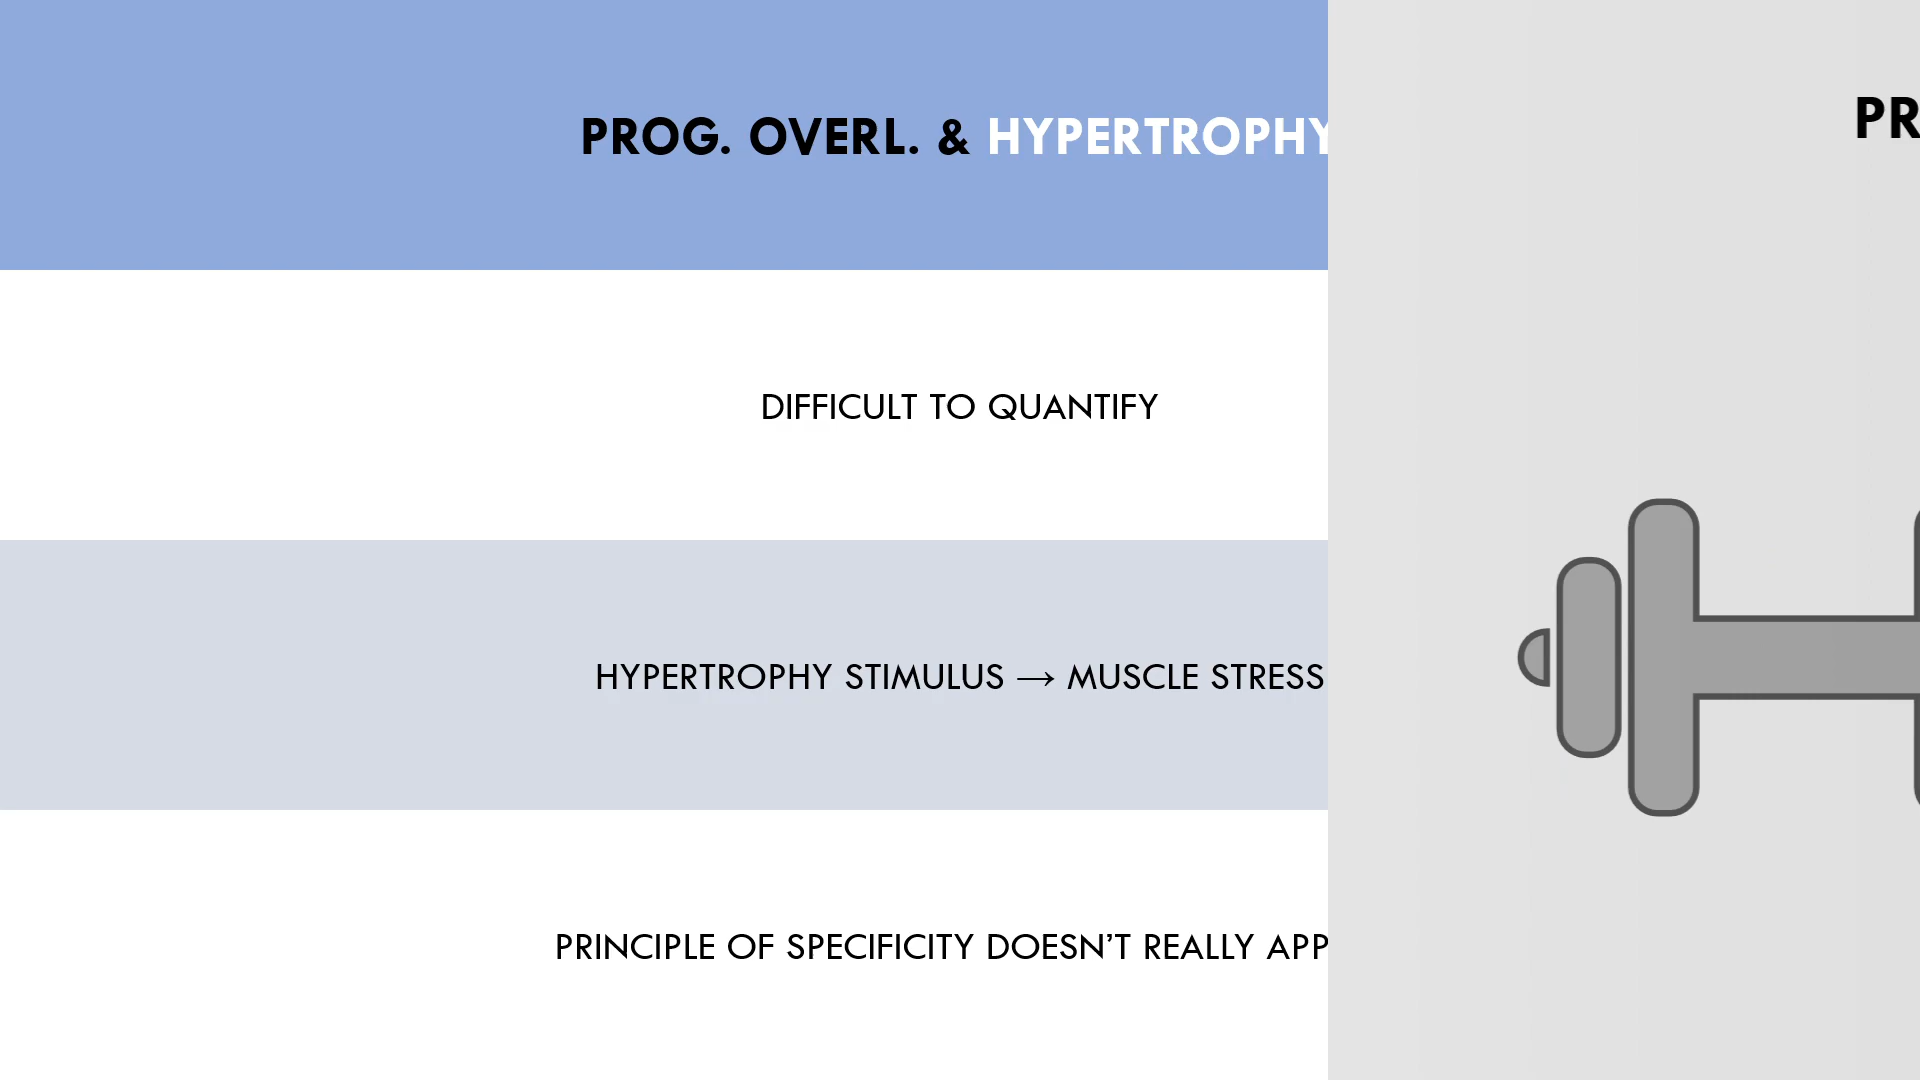 PROG. OVERL. & HYPERTROPHY
PR
DIFFICULT TO QUANTIFY
HYPERTROPHY STIMULUS → MUSCLE STRESS
PRINCIPLE OF SPECIFICITY DOESN’T REALLY APP